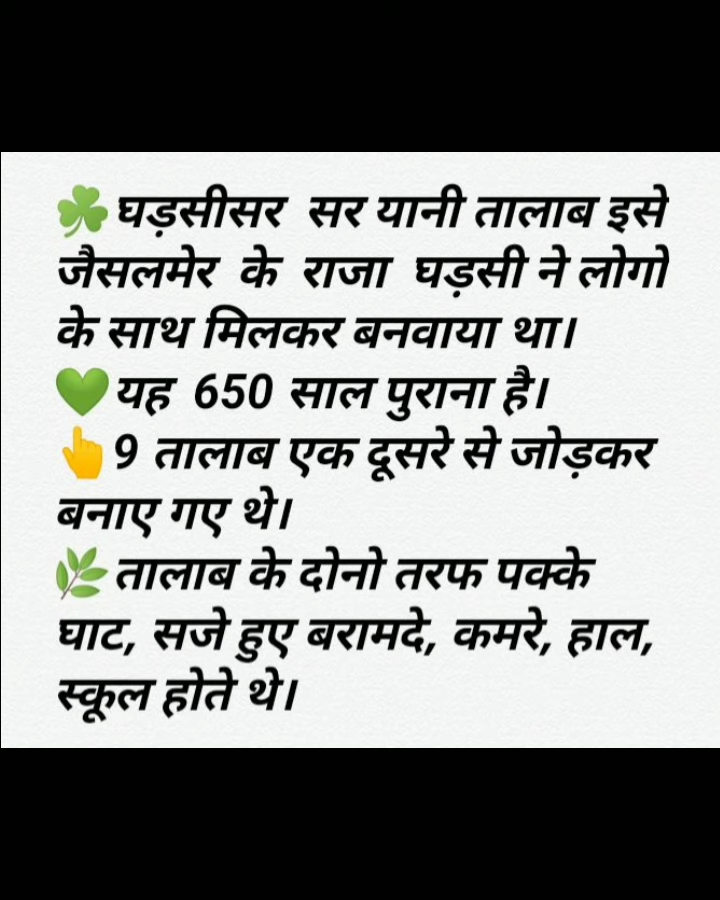 ☘️घड़सीसर सर यानी तालाब इसे
जैसलमेर के राजा घड़सी ने लोगो
के साथ मिलकर बनवाया था।
💚यह 650 साल पुराना है।
👆9 तालाब एक दूसरे से जोड़कर
बनाए गए थे।
🌿तालाब के दोनो तरफ पक्के
घाट, सजे हुए बरामदे, कमरे, हाल,
स्कूल होते थे।